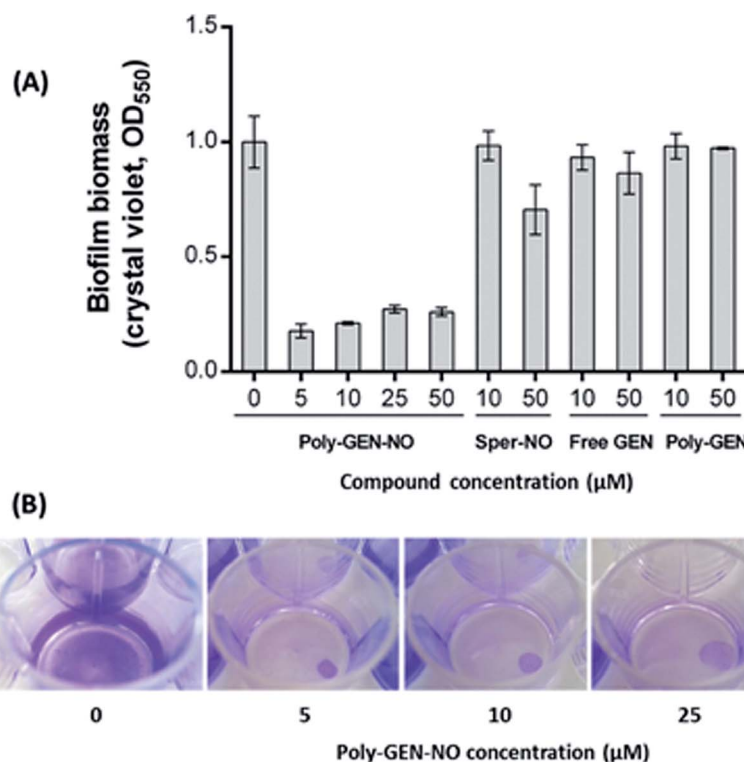 (A)
Biofilm biomass
(crystal violet, OD550)
1.5
1.0
0.5
0.0
0 5 10 25 50 10 50 10 50 10 50
Poly-GEN-NO Sper-NO Free GEN Poly-GEN
Compound concentration (μM)
(B)
0 5 10 25
Poly-GEN-NO concentration (μM)